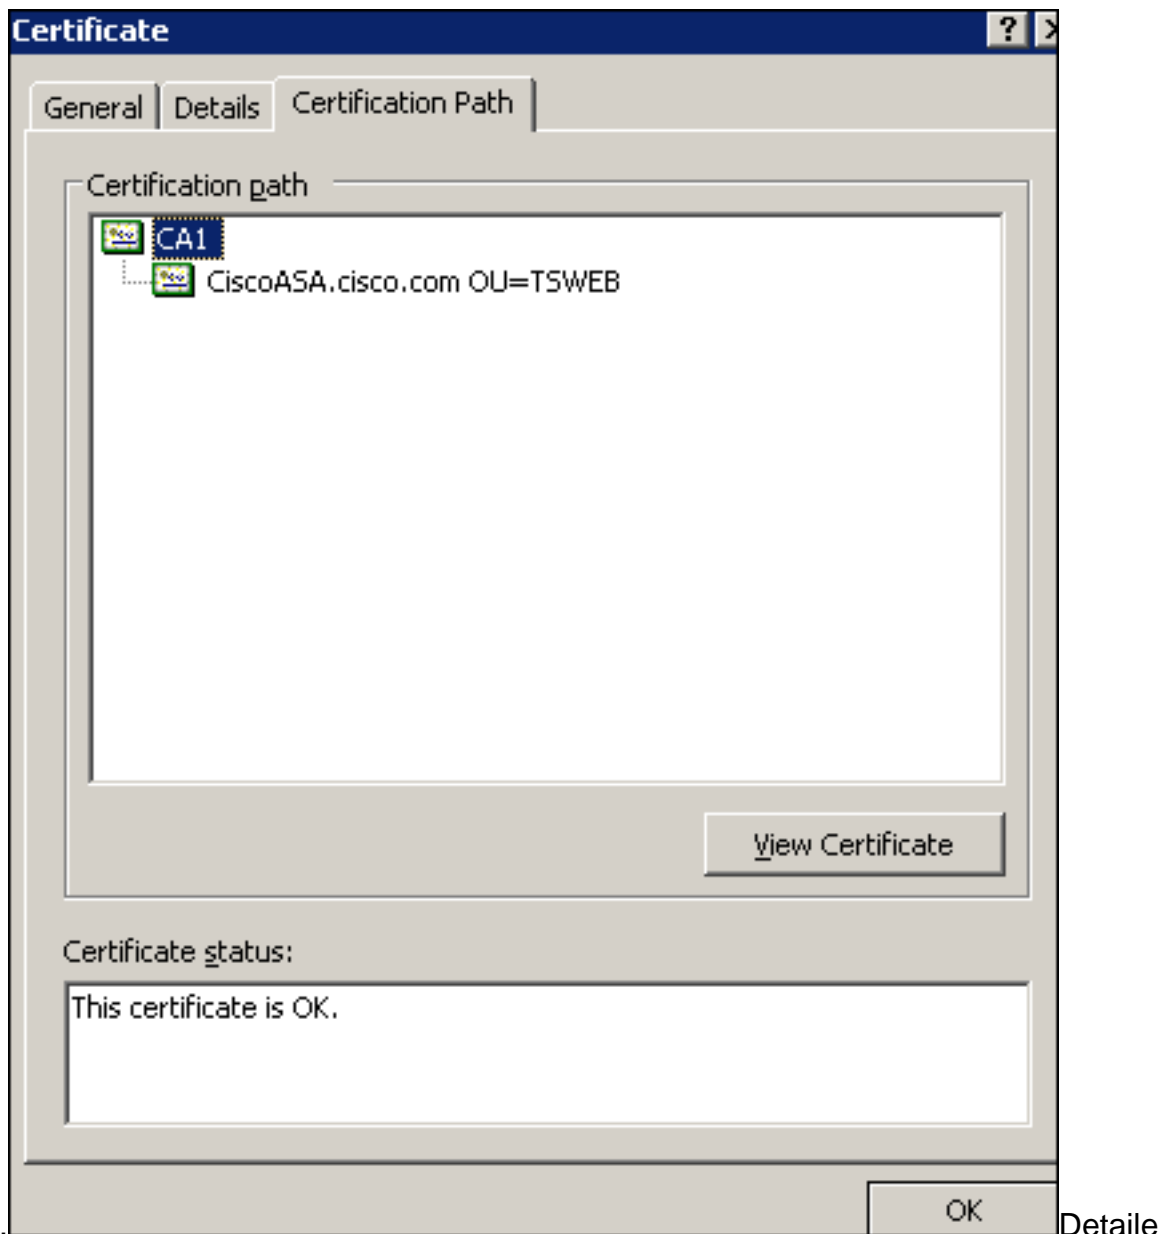 Certificate ?
General Details Certification Path
Certification path
CA1
CiscoASA.cisco.com OU=TSWEB
View Certificate
Certificate status:
This certificate is OK.
OK
. Detaile